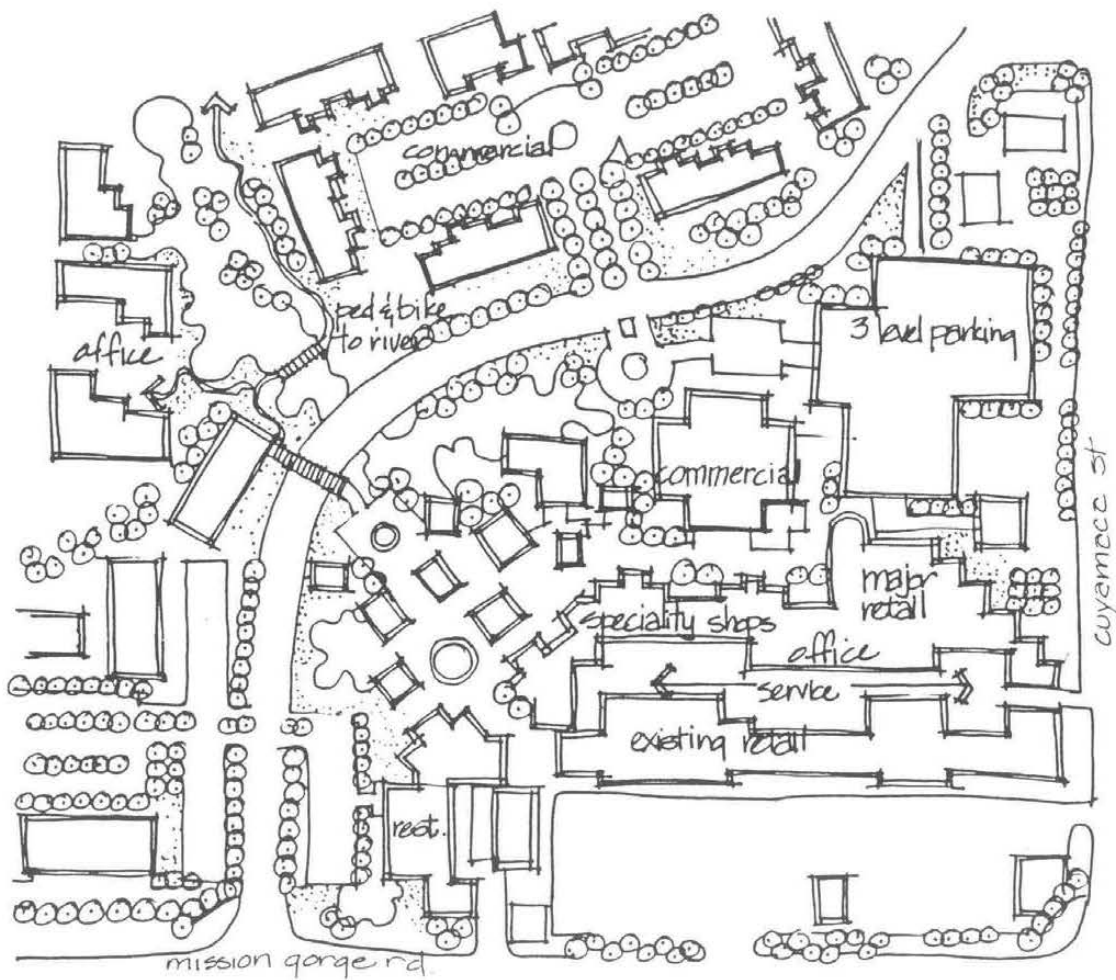 commercial
ped & bike
to river
office
3 level parking
commercial
major
retail
speciality shops
office
service
existing retail
rest.
cuyamaca st
mission gorge rd.